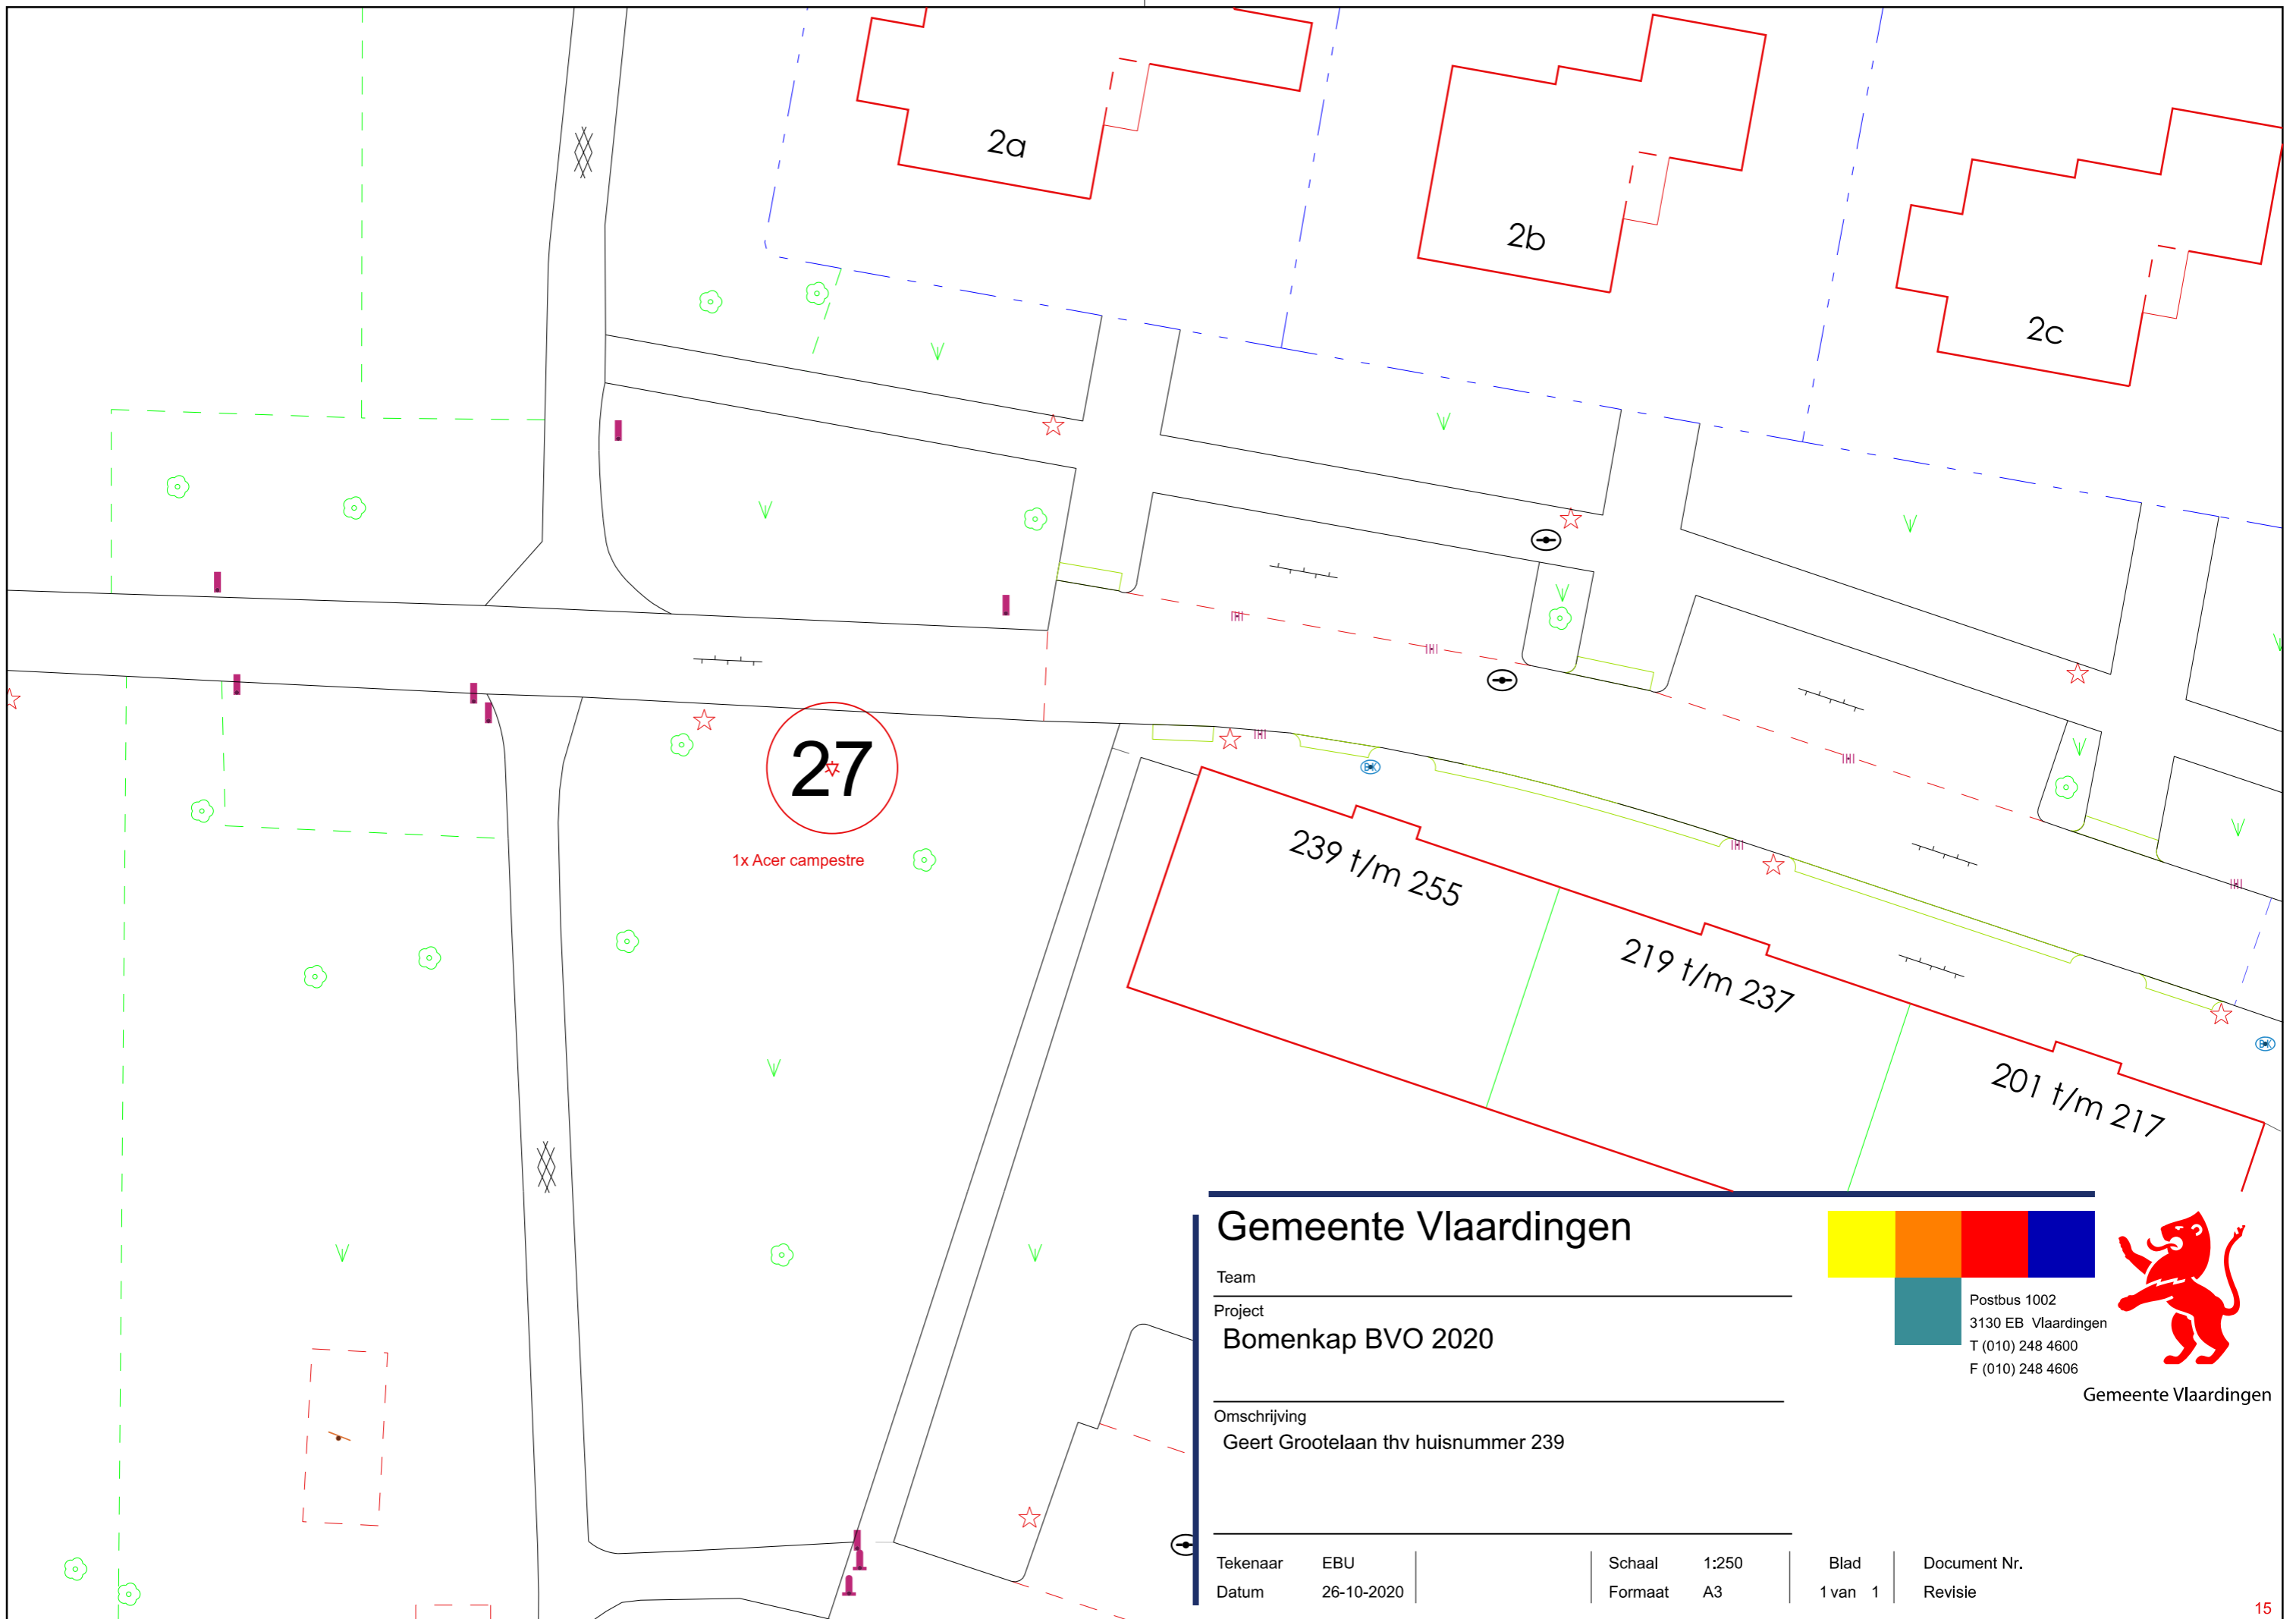 2a
2b
2c
27
1x Acer campestre
239 t/m 255
219 t/m 237
201 t/m 217
BK
BK
Gemeente Vlaardingen
Team
Project
Bomenkap BVO 2020
Omschrijving
Geert Grootelaan thv huisnummer 239
Postbus 1002
3130 EB Vlaardingen
T (010) 248 4600
F (010) 248 4606
Gemeente Vlaardingen
Tekenaar EBU Schaal 1:250 Blad Document Nr.
Datum 26-10-2020 Formaat A3 1 van 1 Revisie
15